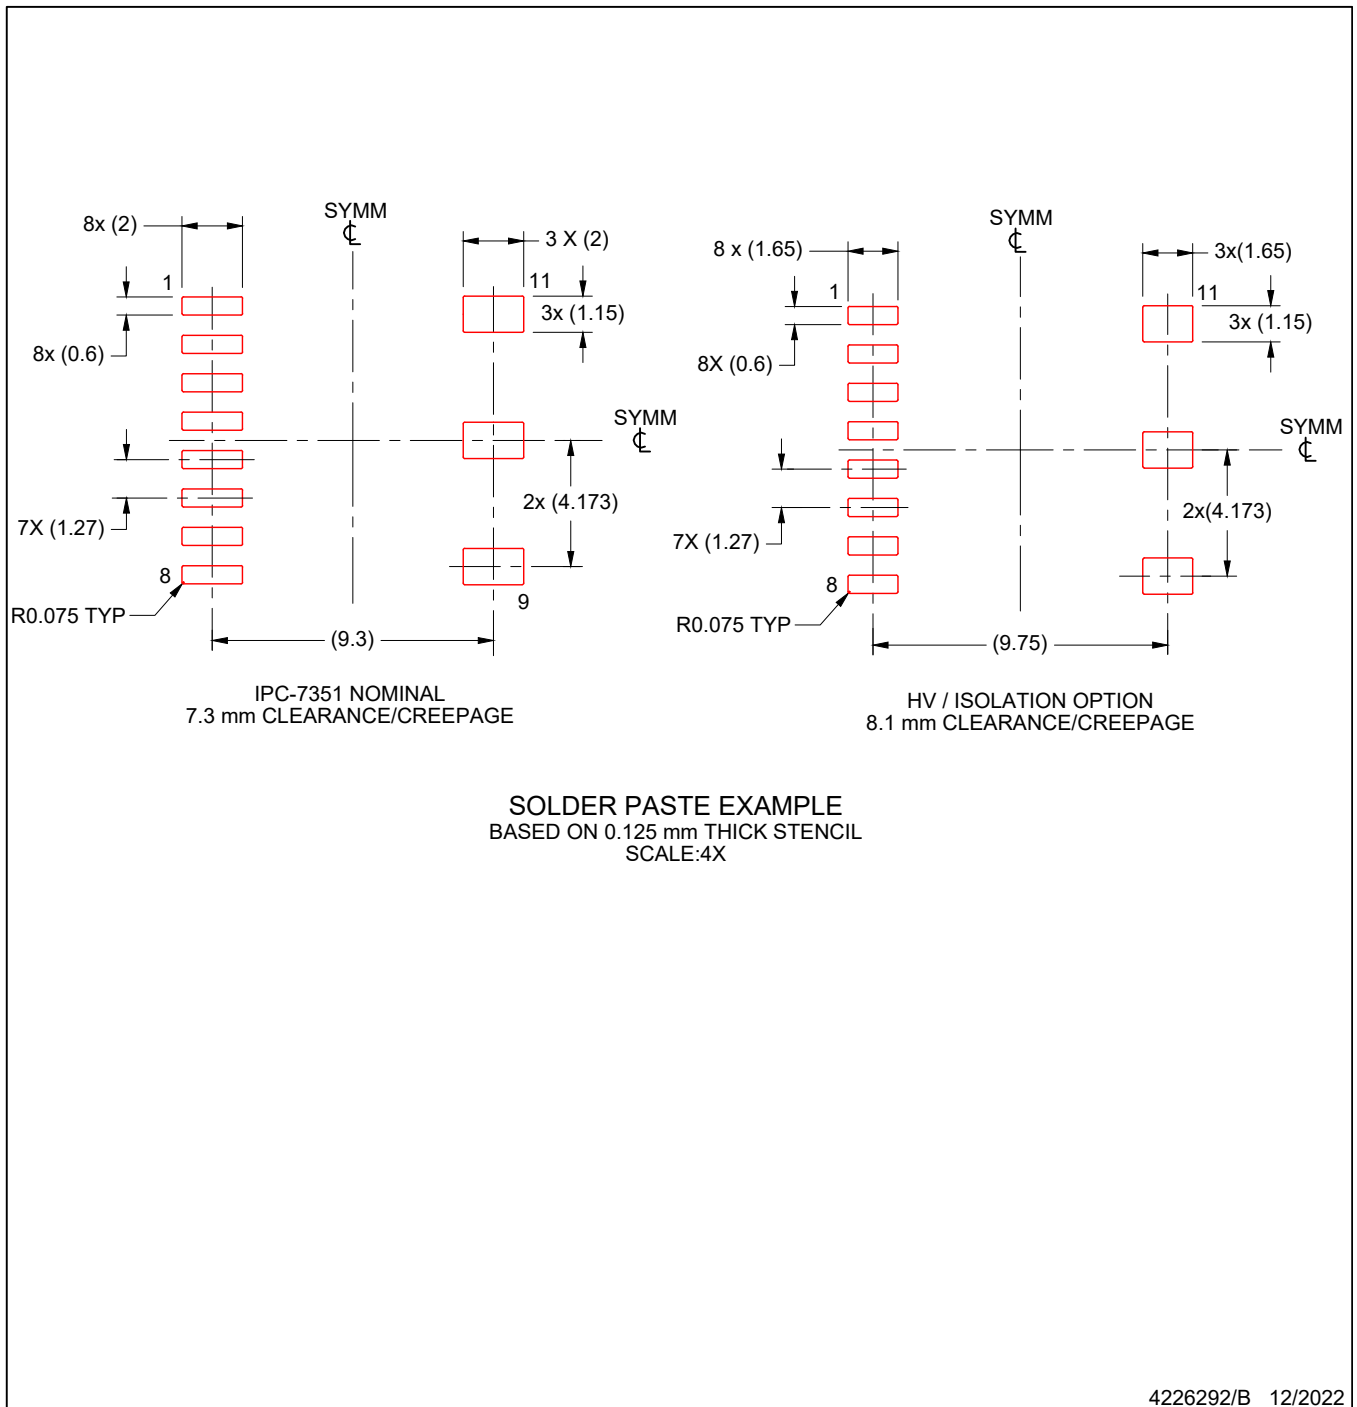 8x (2)
SYMM
3 X (2)
1
11
3x (1.15)
8x (0.6)
SYMM
2x (4.173)
7X (1.27)
8
9
R0.075 TYP
(9.3)
IPC-7351 NOMINAL
7.3 mm CLEARANCE/CREEPAGE
SYMM
8 x (1.65)
3x(1.65)
1
11
3x (1.15)
8X (0.6)
SYMM
2x(4.173)
7X (1.27)
8
R0.075 TYP
(9.75)
HV / ISOLATION OPTION
8.1 mm CLEARANCE/CREEPAGE
SOLDER PASTE EXAMPLE
BASED ON 0.125 mm THICK STENCIL
SCALE:4X
4226292/B 12/2022